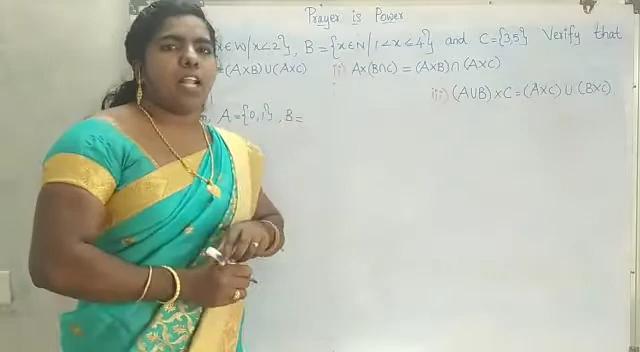 Prayer is Power
x∈W/x<2}, B = {x∈N/1<x≤4} and C={3,5} Verify that
=(A×B)∪(A×C) ii) A×(B∩C) = (A×B)∩(A×C)
iii) (A∪B)×C=(A×C)∪(B×C).
A={0,1}, B=